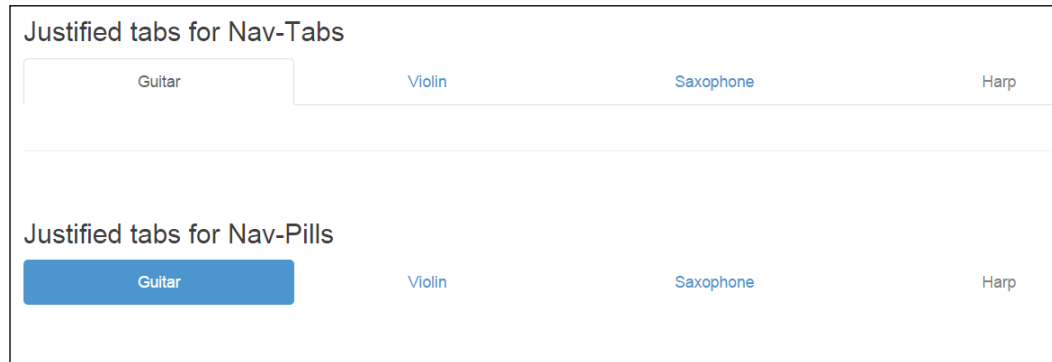 Justified tabs for Nav-Tabs
Guitar Violin Saxophone Harp
Justified tabs for Nav-Pills
Guitar Violin Saxophone Harp